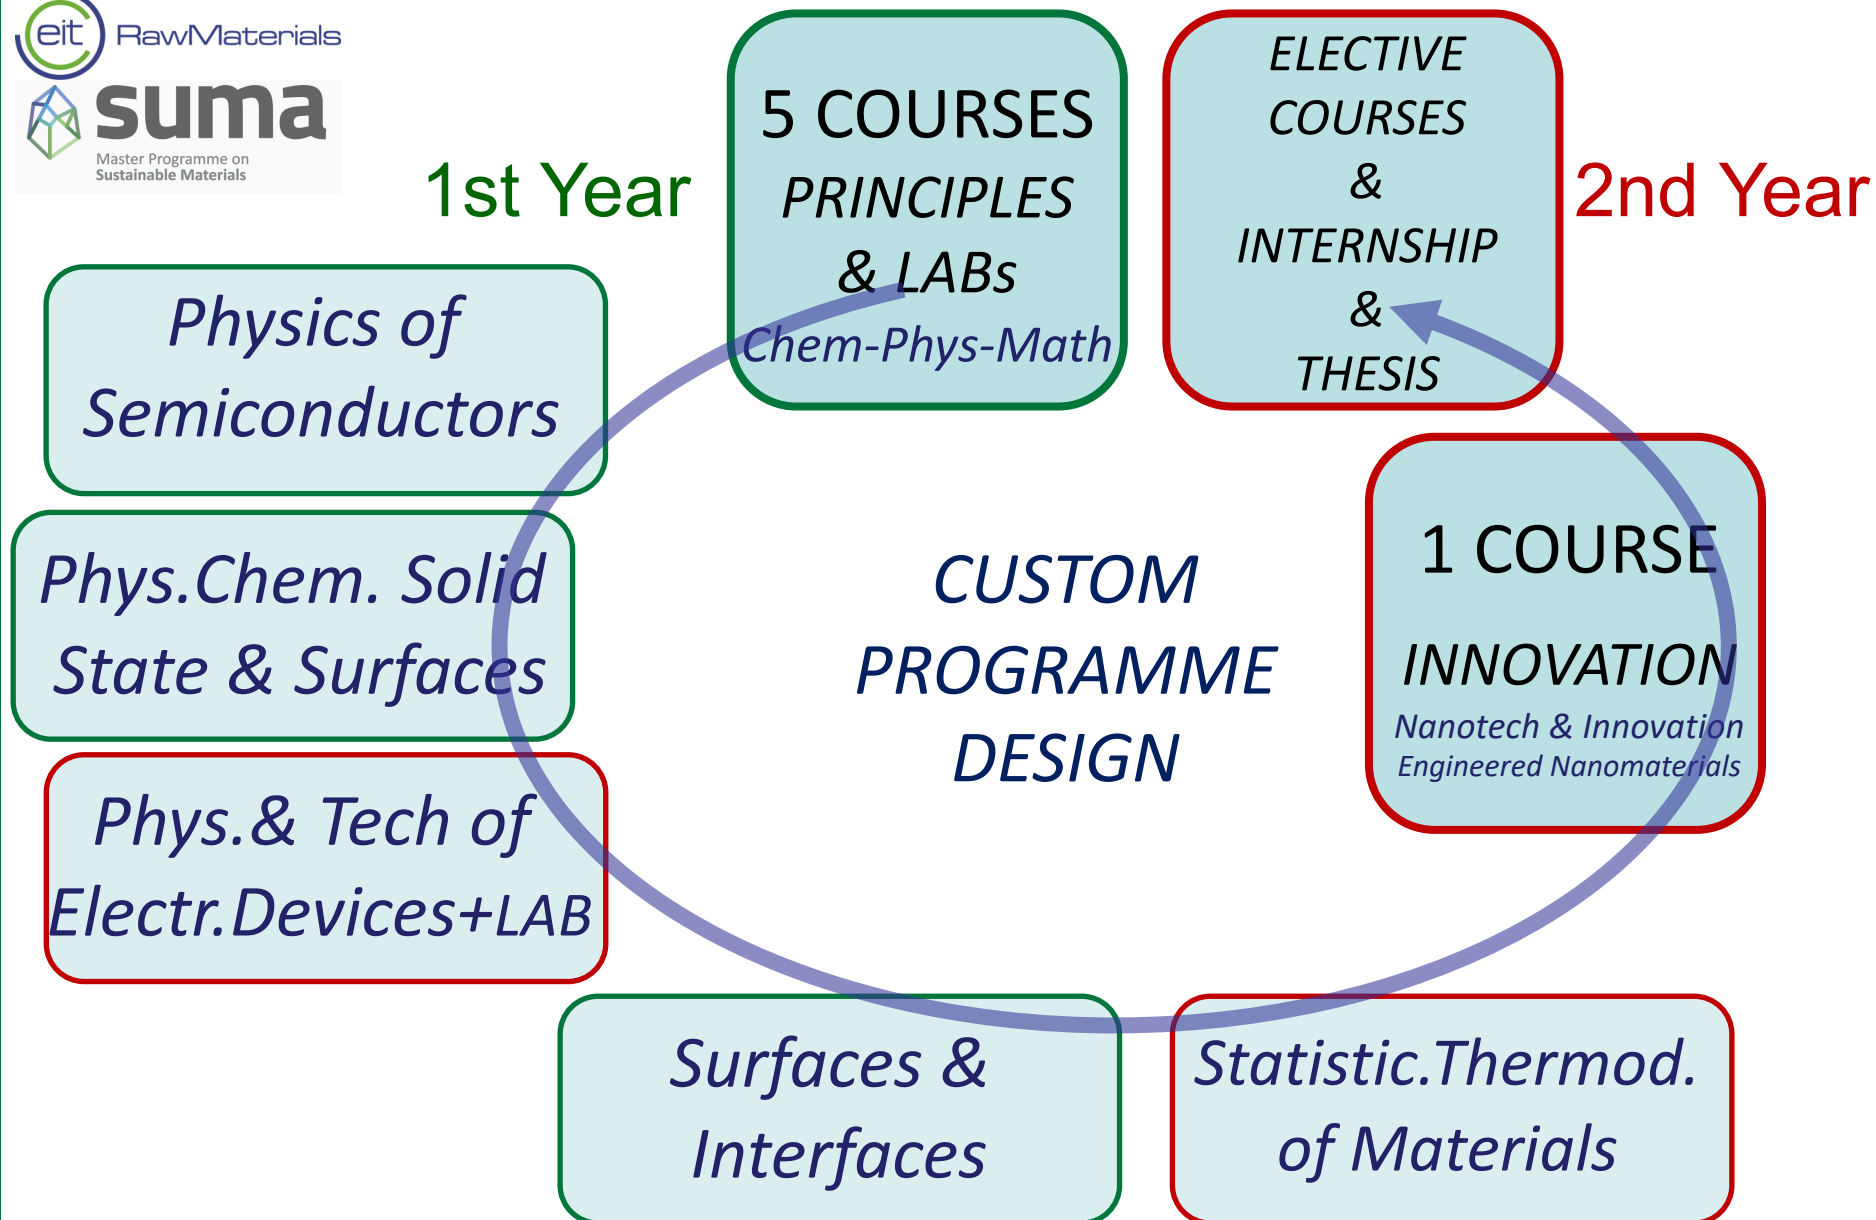 eit RawMaterials
suma
Master Programme on
Sustainable Materials
1st Year
5 COURSES
PRINCIPLES
& LABs
Chem-Phys-Math
ELECTIVE
COURSES
&
INTERNSHIP
&
THESIS
2nd Year
Physics of
Semiconductors
Phys.Chem. Solid
State & Surfaces
Phys.& Tech of
Electr.Devices+LAB
CUSTOM
PROGRAMME
DESIGN
1 COURSE
INNOVATION
Nanotech & Innovation
Engineered Nanomaterials
Surfaces &
Interfaces
Statistic.Thermod.
of Materials